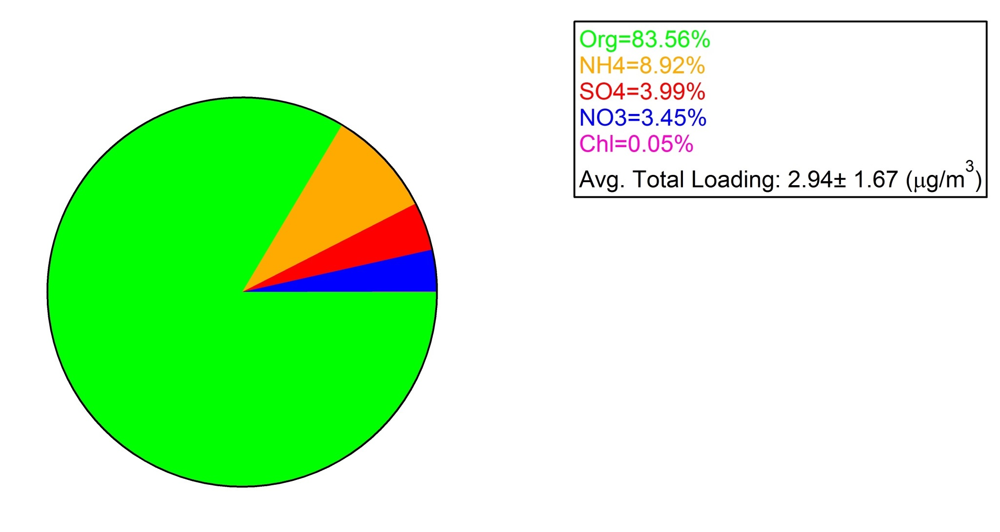 Org=83.56%
NH4=8.92%
SO4=3.99%
NO3=3.45%
Chl=0.05%
Avg. Total Loading: 2.94± 1.67 (μg/m³)